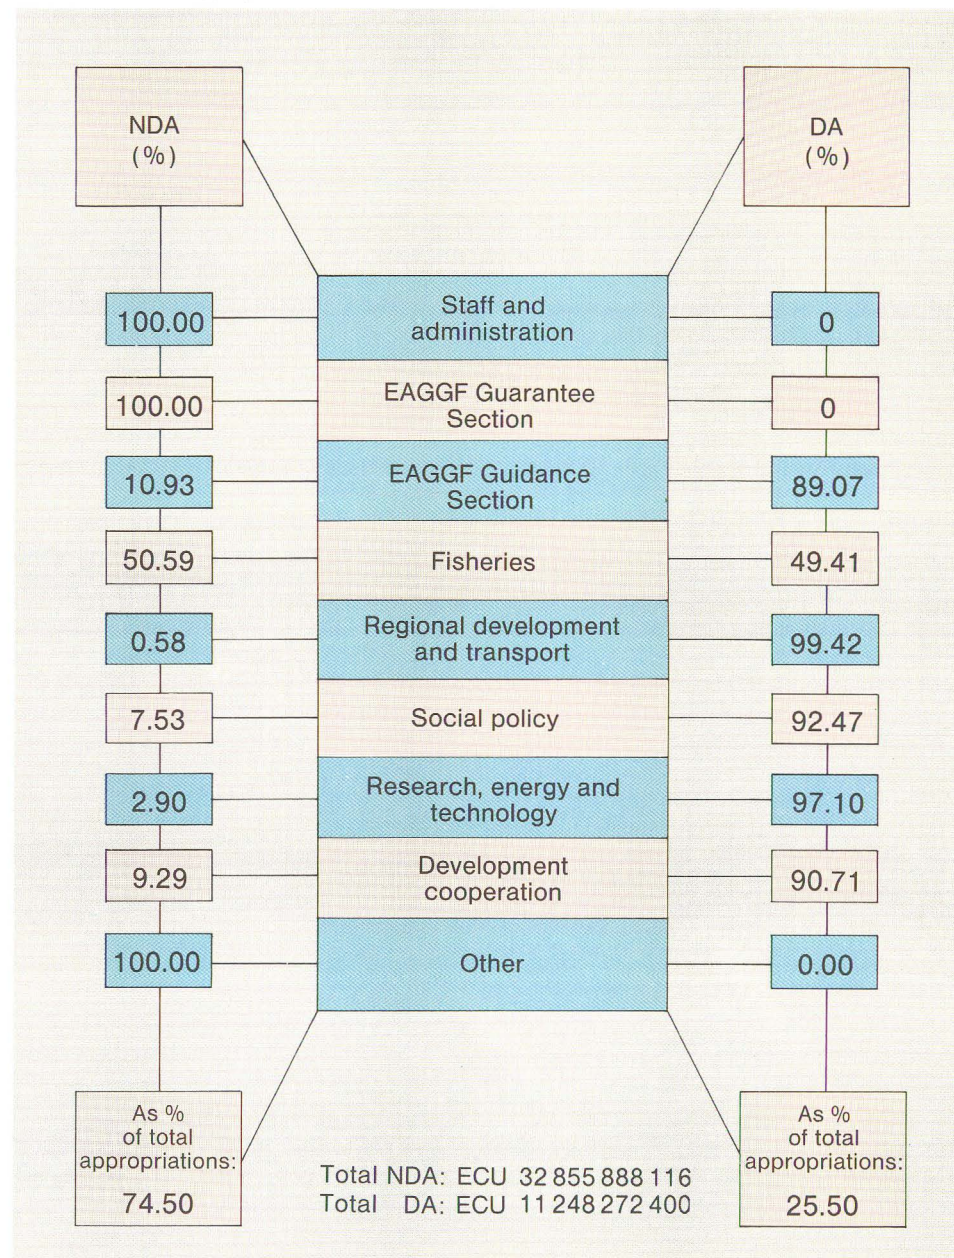 NDA
(%)
DA
(%)
100.00
Staff and
administration
0
100.00
EAGGF Guarantee
Section
0
10.93
EAGGF Guidance
Section
89.07
50.59
Fisheries
49.41
0.58
Regional development
and transport
99.42
7.53
Social policy
92.47
2.90
Research, energy and
technology
97.10
9.29
Development
cooperation
90.71
100.00
Other
0.00
As %
of total
appropriations:
74.50
Total NDA: ECU 32 855 888 116
Total DA: ECU 11 248 272 400
As %
of total
appropriations:
25.50